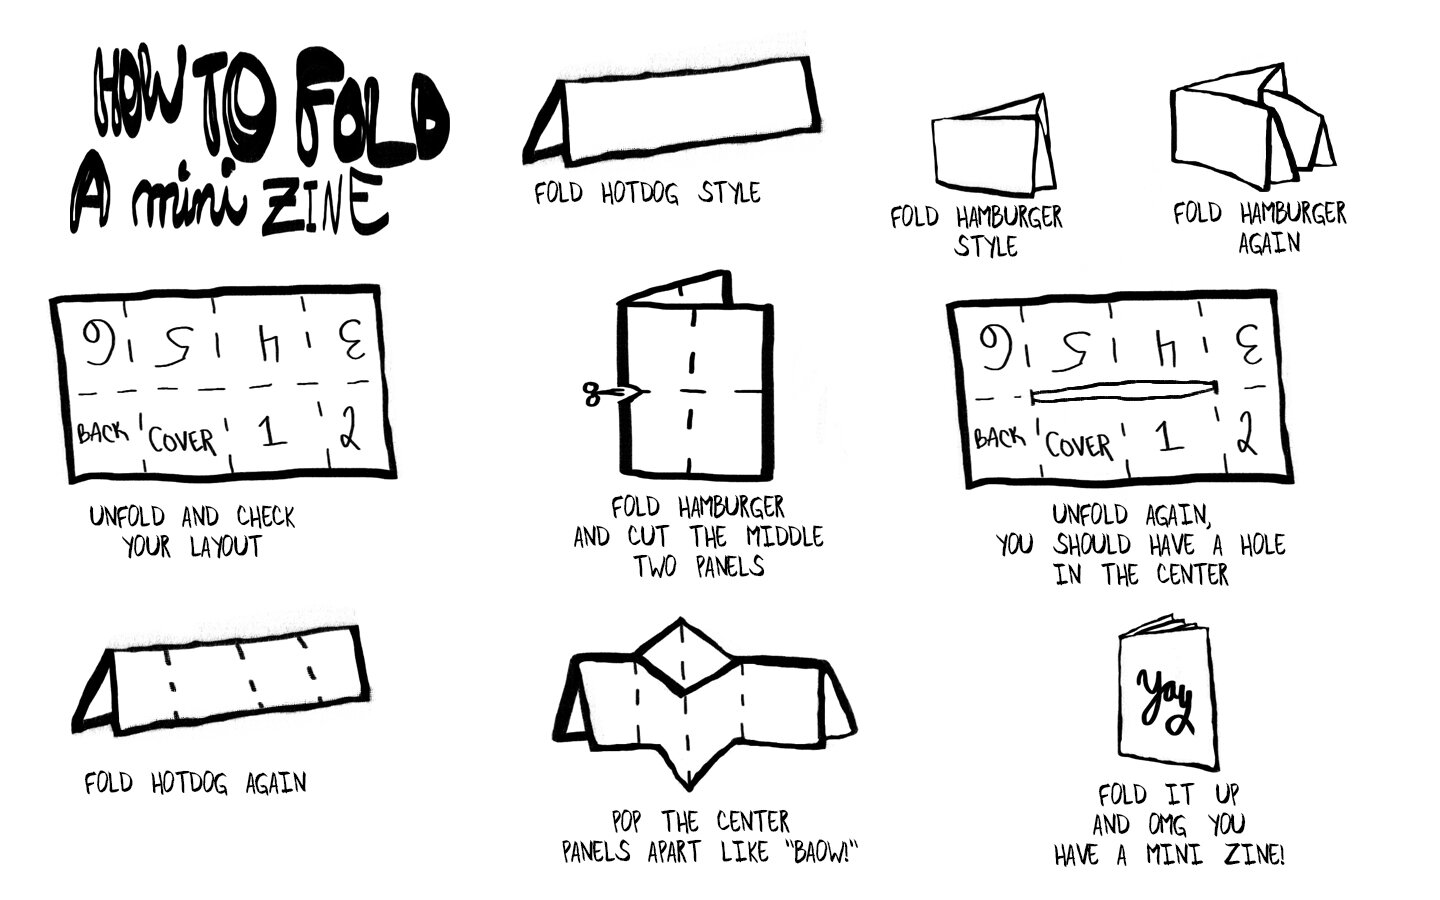 HOW TO FOLD
A mini ZINE
FOLD HOTDOG STYLE
FOLD HAMBURGER
STYLE
FOLD HAMBURGER
AGAIN
6 5 4 3
BACK COVER 1 2
UNFOLD AND CHECK
YOUR LAYOUT
FOLD HAMBURGER
AND CUT THE MIDDLE
TWO PANELS
6 5 4 3
BACK COVER 1 2
UNFOLD AGAIN,
YOU SHOULD HAVE A HOLE
IN THE CENTER
FOLD HOTDOG AGAIN
POP THE CENTER
PANELS APART LIKE "BAOW!"
Yay
FOLD IT UP
AND OMG YOU
HAVE A MINI ZINE!